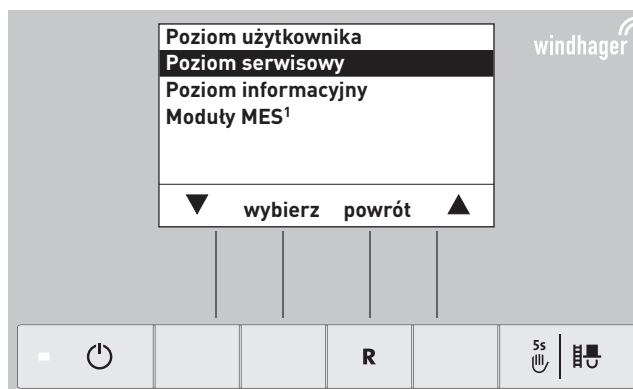 Poziom użytkownika
windhager
Poziom serwisowy
Poziom informacyjny
Moduły MES¹
▼ wybierz powrót ▲
R
5s